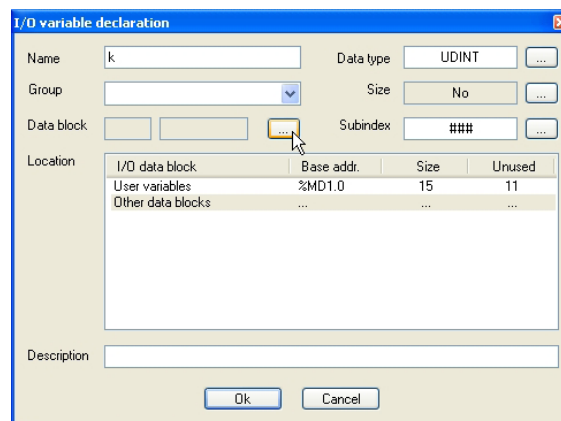 I/O variable declaration
Name k Data type UDINT ...
Group Size No ...
Data block ... Subindex ### ...
Location
I/O data block Base addr. Size Unused
User variables %MD1.0 15 11
Other data blocks ... ... ...
Description
Ok Cancel